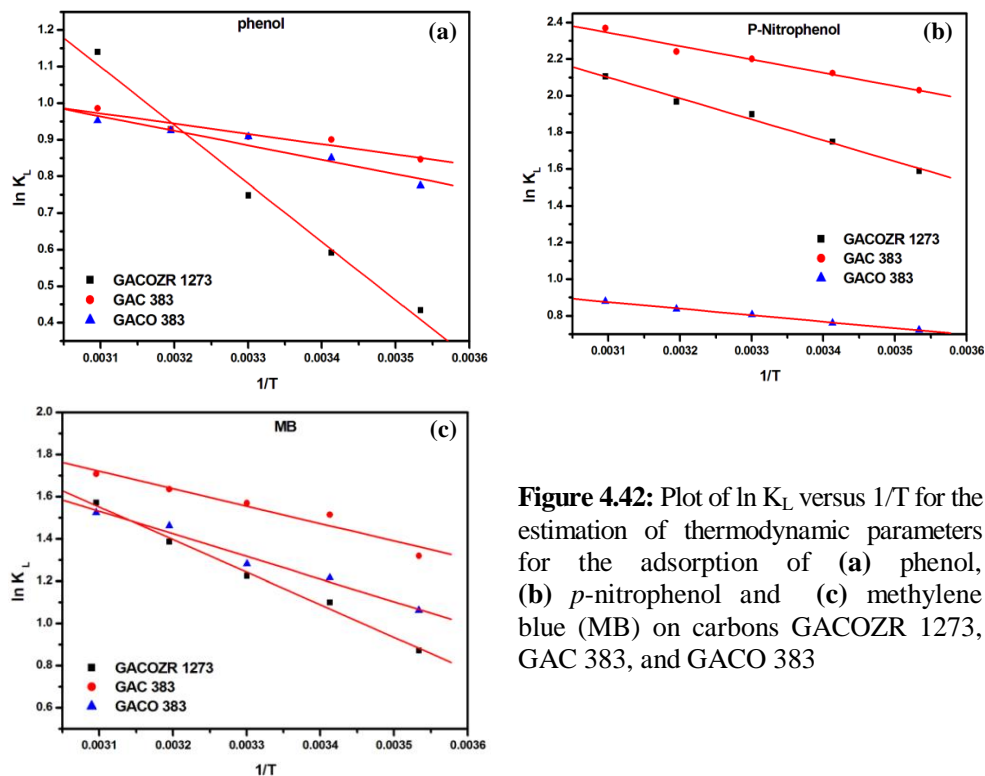 phenol
(a)
1.2
1.1
1.0
0.9
0.8
0.7
0.6
0.5
0.4
ln K_L
GACOZR 1273
GAC 383
GACO 383
0.0031 0.0032 0.0033 0.0034 0.0035 0.0036
1/T
P-Nitrophenol
(b)
2.4
2.2
2.0
1.8
1.6
1.4
1.2
1.0
0.8
ln K_L
GACOZR 1273
GAC 383
GACO 383
0.0031 0.0032 0.0033 0.0034 0.0035 0.0036
1/T
MB
(c)
2.0
1.8
1.6
1.4
1.2
1.0
0.8
0.6
ln K_L
GACOZR 1273
GAC 383
GACO 383
0.0031 0.0032 0.0033 0.0034 0.0035 0.0036
1/T
Figure 4.42: Plot of ln K_L versus 1/T for the
estimation of thermodynamic parameters
for the adsorption of (a) phenol,
(b) p-nitrophenol and (c) methylene
blue (MB) on carbons GACOZR 1273,
GAC 383, and GACO 383